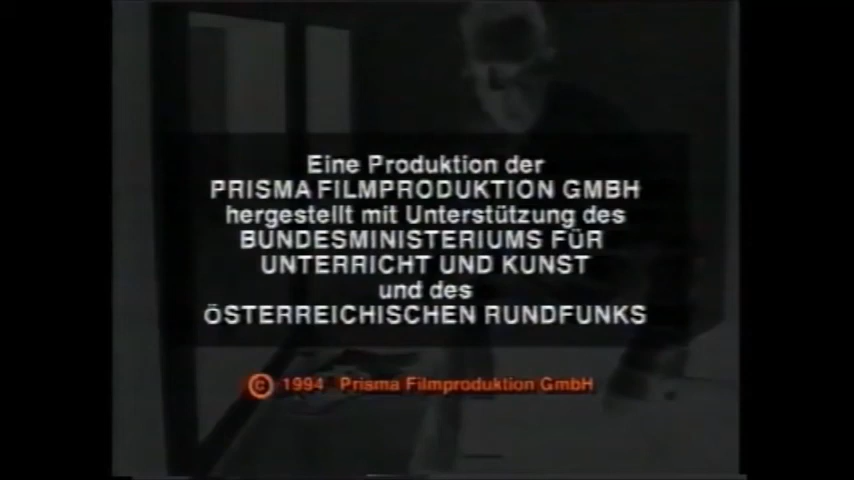 Eine Produktion der
PRISMA FILMPRODUKTION GMBH
hergestellt mit Unterstützung des
BUNDESMINISTERIUMS FÜR
UNTERRICHT UND KUNST
und des
ÖSTERREICHISCHEN RUNDFUNKS
© 1994 Prisma Filmproduktion GmbH